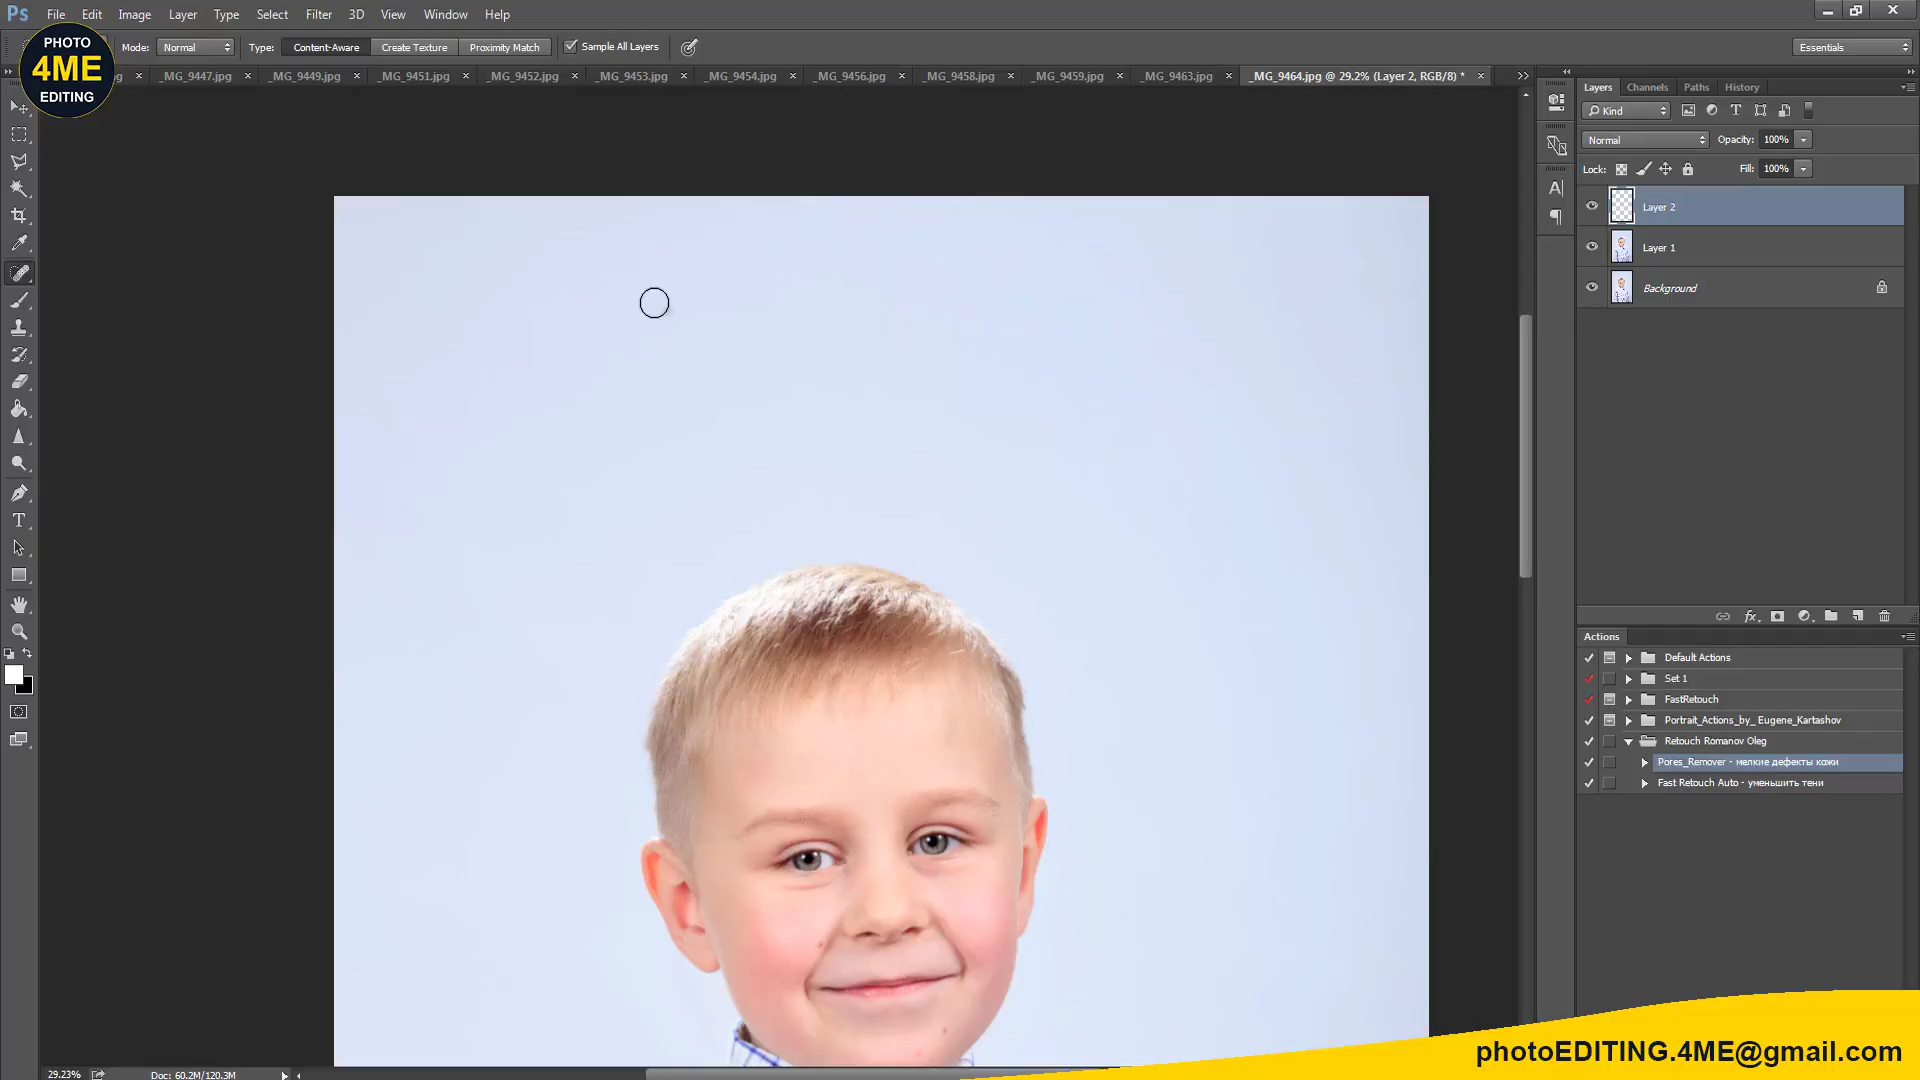 Ps File Edit Image Layer Type Select Filter 3D View Window Help
PHOTO
4ME
EDITING
Mode: Normal Type: Content-Aware Create Texture Proximity Match Sample All Layers Essentials
_MG_9447.jpg × _MG_9449.jpg × _MG_9451.jpg × _MG_9452.jpg × _MG_9453.jpg × _MG_9454.jpg × _MG_9456.jpg × _MG_9458.jpg × _MG_9459.jpg × _MG_9463.jpg × _MG_9464.jpg @ 29.2% (Layer 2, RGB/8) * ×
Layers Channels Paths History
Kind
Normal Opacity: 100%
Lock: Fill: 100%
Layer 2
Layer 1
Background
Actions
Default Actions
Set 1
FastRetouch
Portrait_Actions_by_ Eugene_Kartashov
Retouch Romanov Oleg
Pores_Remover - мелкие дефекты кожи
Fast Retouch Auto - уменьшить тени
29.23% Doc: 60.2M/120.3M
photoEDITING.4ME@gmail.com